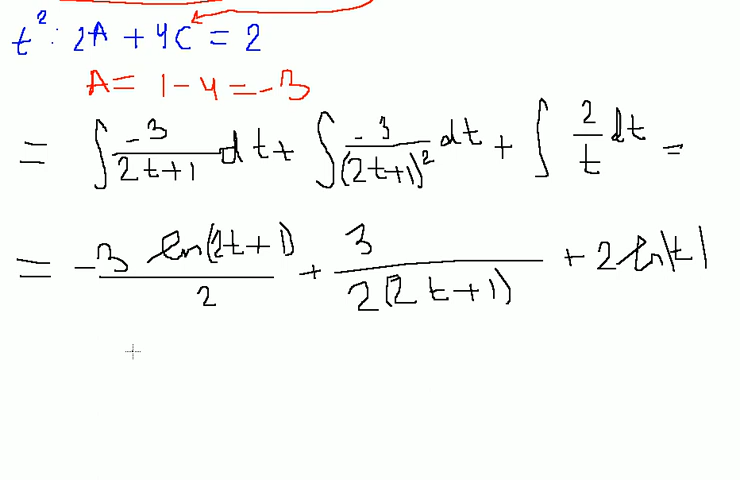 t²: 2A + 4C = 2
A = 1 - 4 = -3
= ∫ -3/(2t+1) dt + ∫ -3/(2t+1)² dt + ∫ 2/t dt =
= -3 ln(2t+1)/2 + 3/(2(2t+1)) + 2 ln|t|